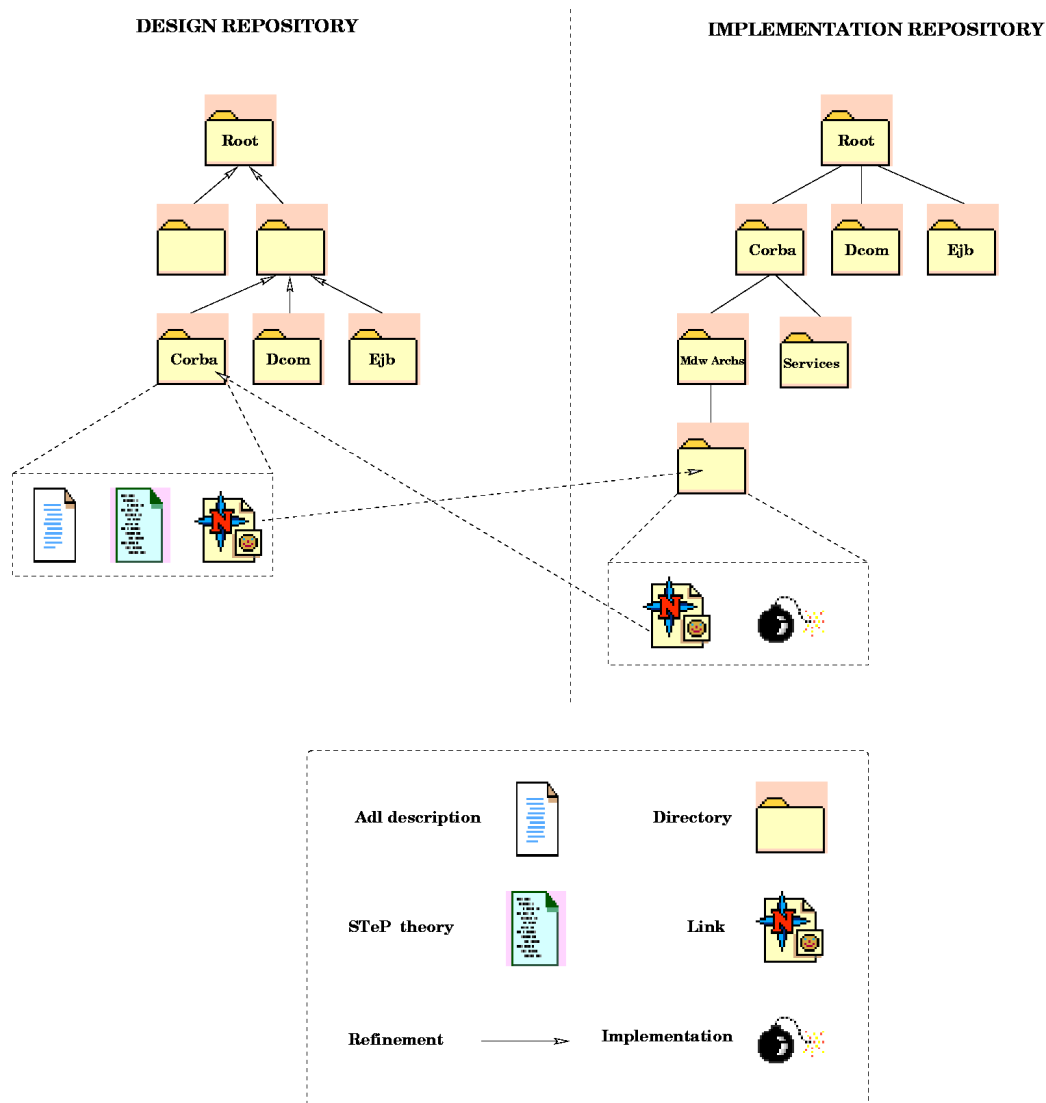 DESIGN REPOSITORY
IMPLEMENTATION REPOSITORY
Root
Root
Corba
Dcom
Ejb
Corba
Dcom
Ejb
Mdw Archs
Services
N
N
Adl description
Directory
STeP theory
Link
N
Refinement
Implementation